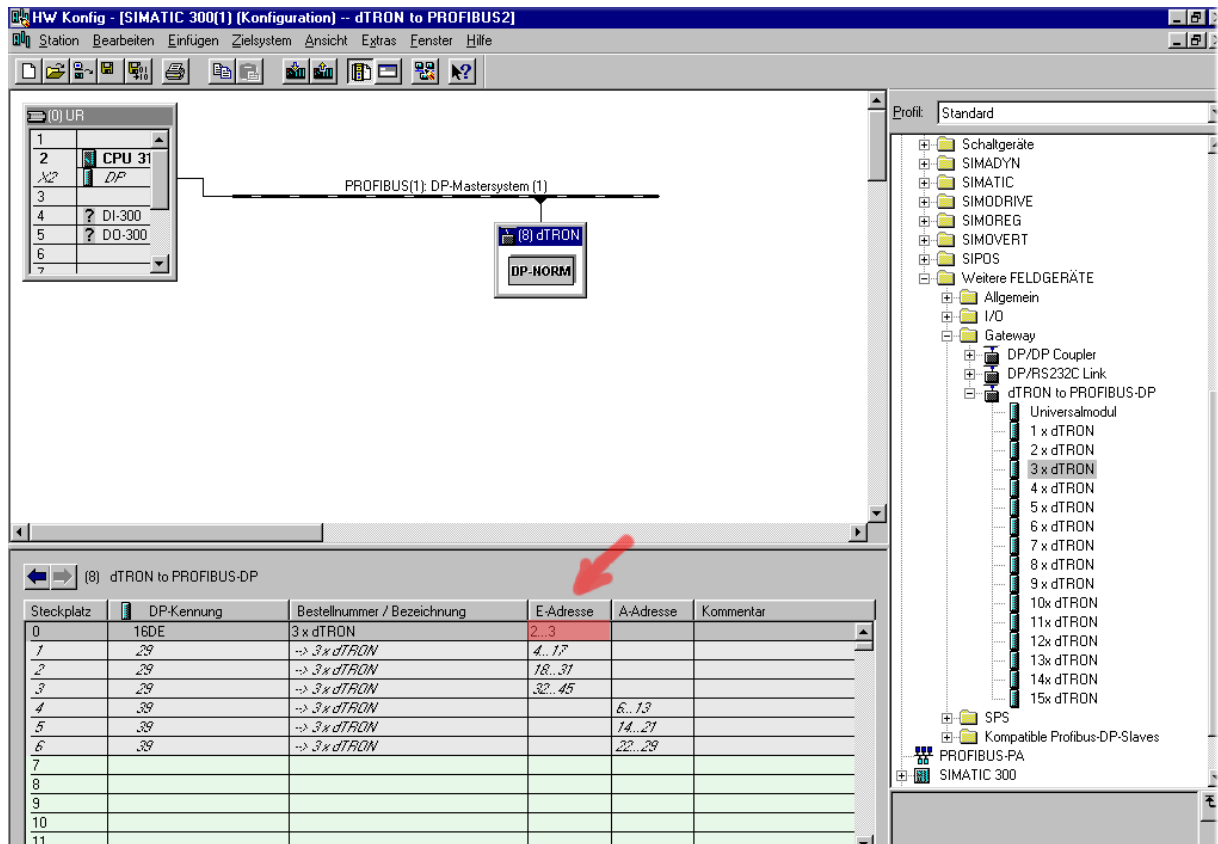 HW Konfig - [SIMATIC 300(1) (Konfiguration) -- dTRON to PROFIBUS2]
Station Bearbeiten Einfügen Zielsystem Ansicht Extras Fenster Hilfe
(0) UR
1
2 CPU 31
X2 DP
3
4 DI-300
5 DO-300
6
7
PROFIBUS(1): DP-Mastersystem (1)
(8) dTRON
DP-NORM
Profil: Standard
Schaltgeräte
SIMADYN
SIMATIC
SIMODRIVE
SIMOREG
SIMOVERT
SIPOS
Weitere FELDGERÄTE
Allgemein
I/O
Gateway
DP/DP Coupler
DP/RS232C Link
dTRON to PROFIBUS-DP
Universalmodul
1 x dTRON
2 x dTRON
3 x dTRON
4 x dTRON
5 x dTRON
6 x dTRON
7 x dTRON
8 x dTRON
9 x dTRON
10x dTRON
11x dTRON
12x dTRON
13x dTRON
14x dTRON
15x dTRON
SPS
Kompatible Profibus-DP-Slaves
PROFIBUS-PA
SIMATIC 300
(8) dTRON to PROFIBUS-DP
Steckplatz DP-Kennung Bestellnummer / Bezeichnung E-Adresse A-Adresse Kommentar
0 16DE 3 x dTRON 2...3
1 29 --> 3 x dTRON 4...17
2 29 --> 3 x dTRON 18...31
3 29 --> 3 x dTRON 32...45
4 39 --> 3 x dTRON 6...13
5 39 --> 3 x dTRON 14...21
6 39 --> 3 x dTRON 22...29
7
8
9
10
11